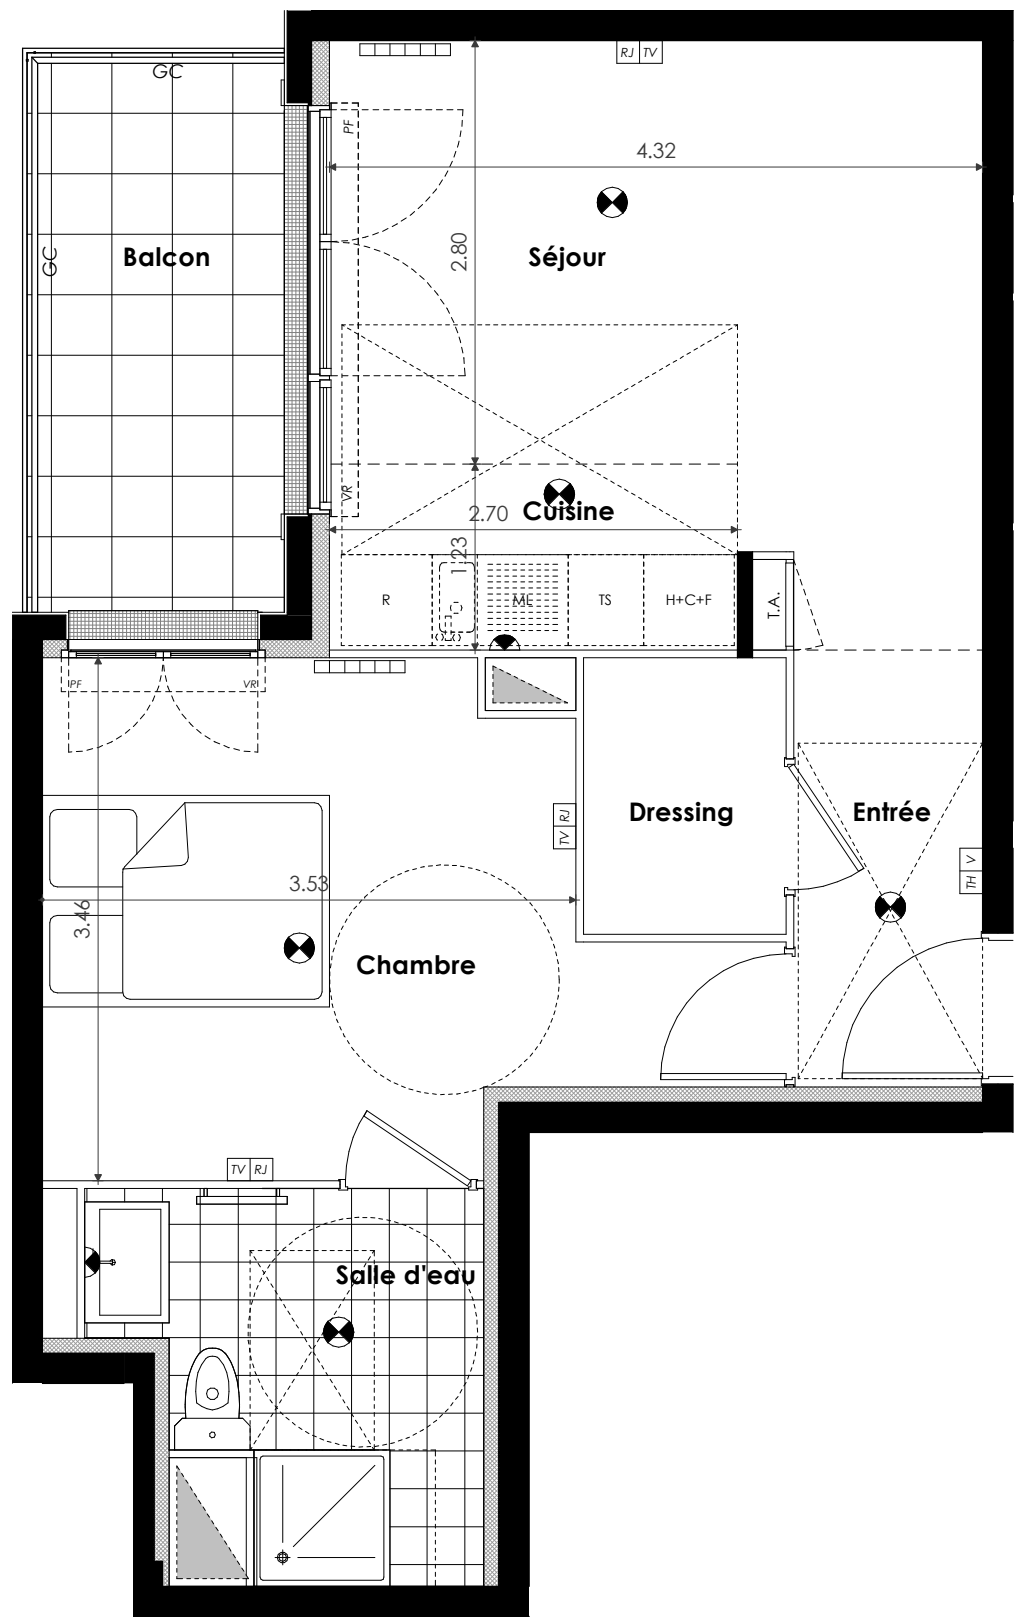 RJ TV
GC
PF
4.32
GC
Balcon
2.80
Séjour
VR
2.70
Cuisine
1.23
R
ML
TS
H+C+F
T.A.
PF
VR
TV RJ
Dressing
Entrée
TH V
3.53
3.46
Chambre
TV RJ
Salle d'eau